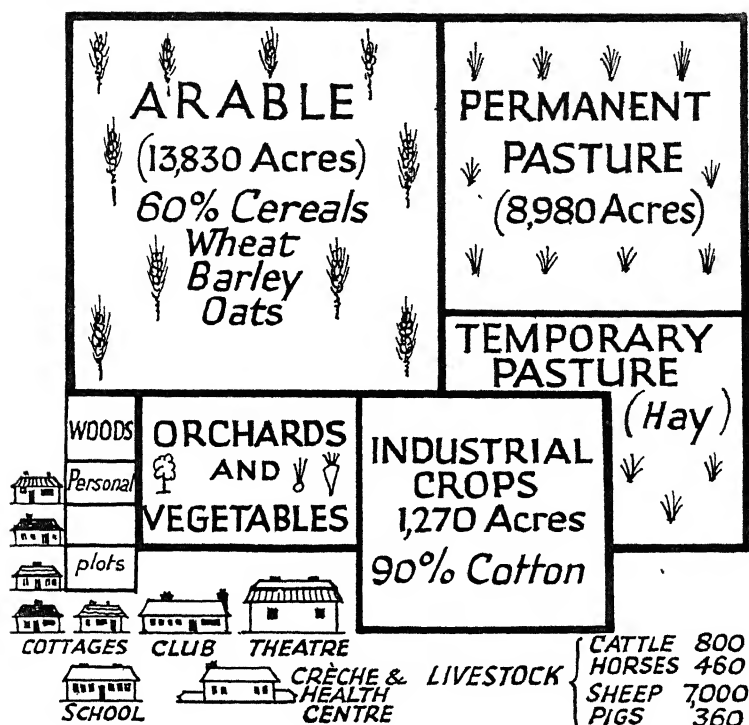 ARABLE
(13,830 Acres)
60% Cereals
Wheat
Barley
Oats
PERMANENT
PASTURE
(8,980 Acres)
TEMPORARY
PASTURE
(Hay)
WOODS
Personal
plots
ORCHARDS
AND
VEGETABLES
INDUSTRIAL
CROPS
1,270 Acres
90% Cotton
COTTAGES
CLUB
THEATRE
SCHOOL
CRÈCHE &
HEALTH
CENTRE
LIVESTOCK
CATTLE 800
HORSES 460
SHEEP 7,000
PIGS 360